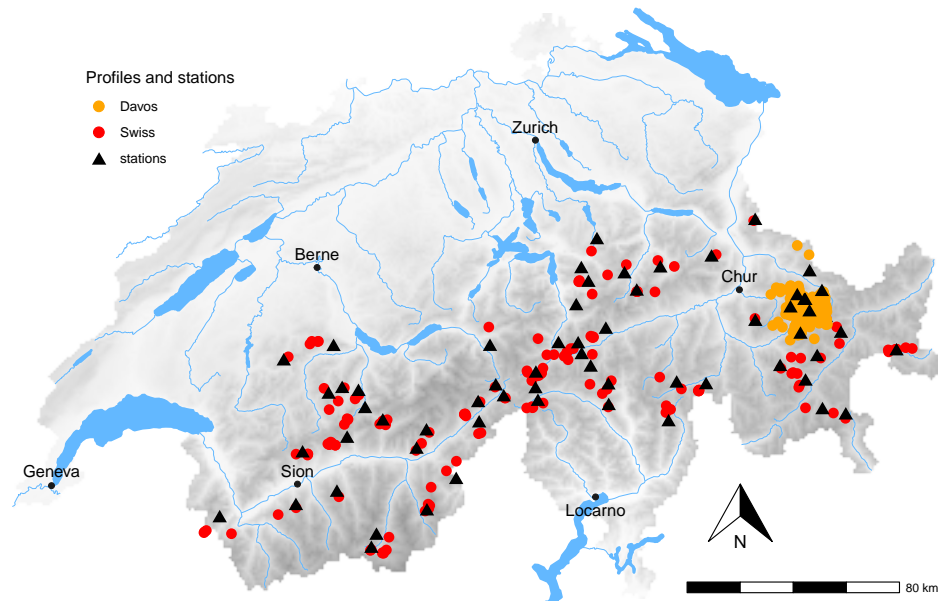 Profiles and stations
Davos
Swiss
stations
Zurich
Berne
Chur
Geneva
Sion
Locarno
N
80 km